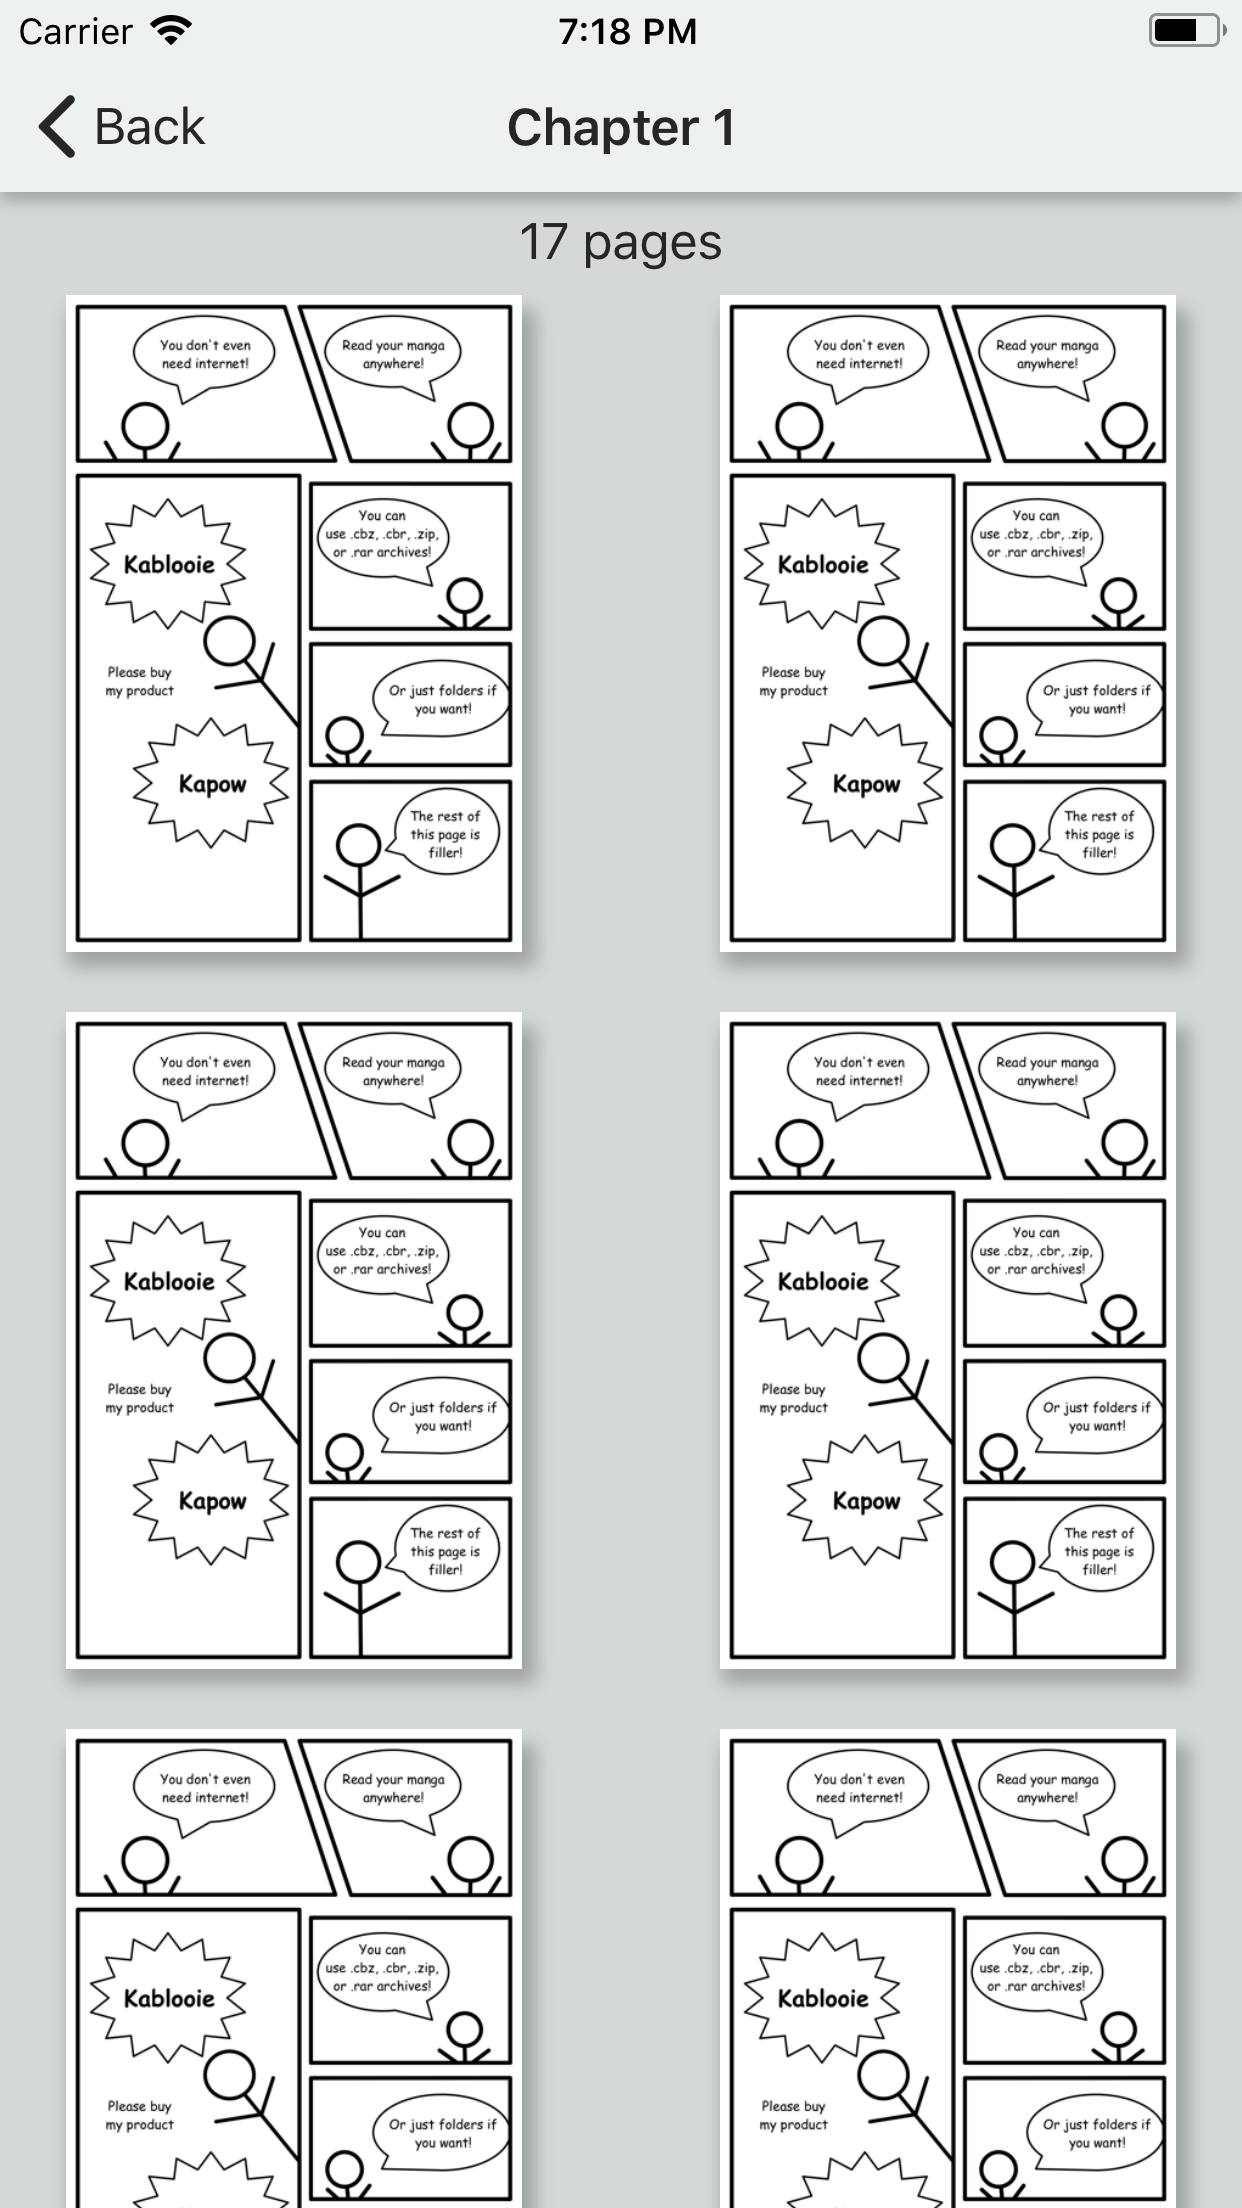 Carrier
7:18 PM
Back
Chapter 1
17 pages
You don't even
need internet!
Read your manga
anywhere!
Kablooie
Please buy
my product
Kapow
You can
use .cbz, .cbr, .zip,
or .rar archives!
Or just folders if
you want!
The rest of
this page is
filler!
You don't even
need internet!
Read your manga
anywhere!
Kablooie
Please buy
my product
Kapow
You can
use .cbz, .cbr, .zip,
or .rar archives!
Or just folders if
you want!
The rest of
this page is
filler!
You don't even
need internet!
Read your manga
anywhere!
Kablooie
Please buy
my product
Kapow
You can
use .cbz, .cbr, .zip,
or .rar archives!
Or just folders if
you want!
The rest of
this page is
filler!
You don't even
need internet!
Read your manga
anywhere!
Kablooie
Please buy
my product
Kapow
You can
use .cbz, .cbr, .zip,
or .rar archives!
Or just folders if
you want!
The rest of
this page is
filler!
You don't even
need internet!
Read your manga
anywhere!
Kablooie
Please buy
my product
You can
use .cbz, .cbr, .zip,
or .rar archives!
Or just folders if
you want!
You don't even
need internet!
Read your manga
anywhere!
Kablooie
Please buy
my product
You can
use .cbz, .cbr, .zip,
or .rar archives!
Or just folders if
you want!